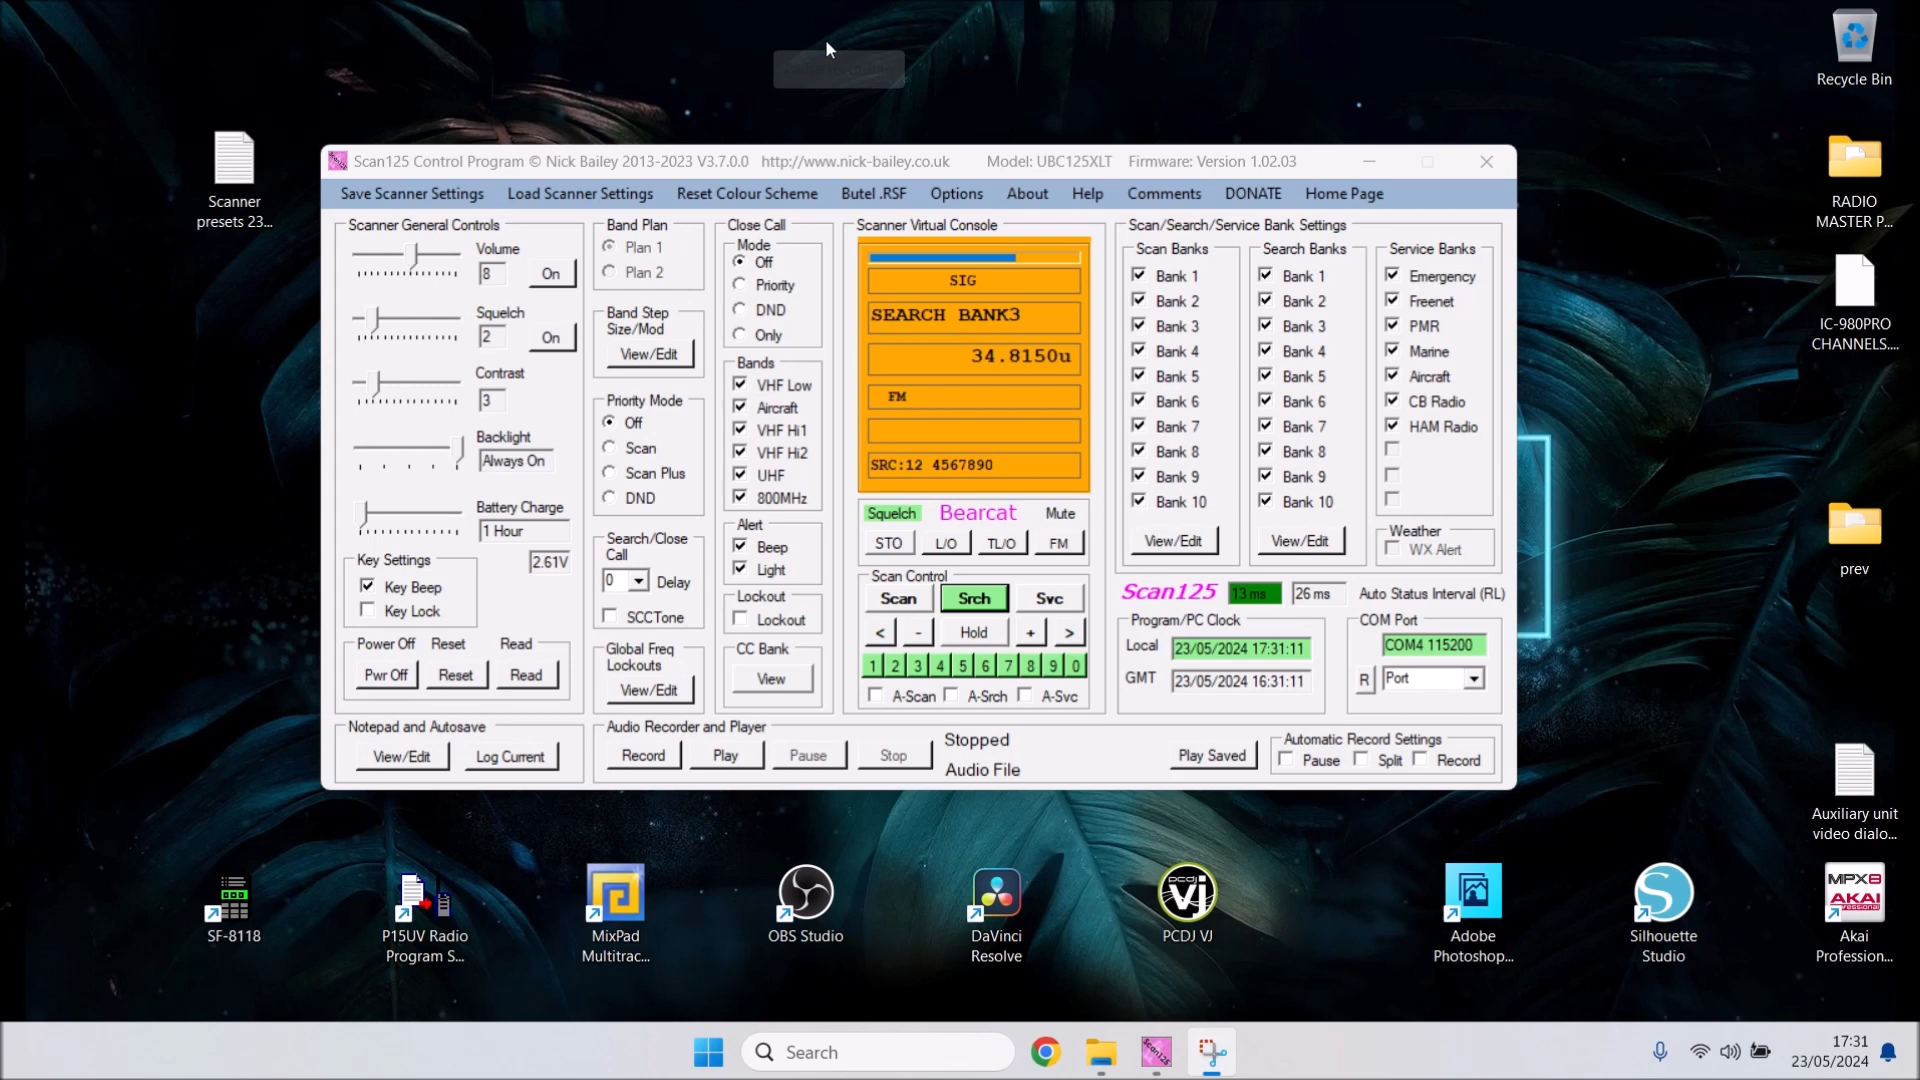 Recycle Bin
Scanner
presets 23...
RADIO
MASTER P...
IC-980PRO
CHANNELS....
prev
Auxiliary unit
video dialo...
Scan125 Control Program © Nick Bailey 2013-2023 V3.7.0.0 http://www.nick-bailey.co.uk Model: UBC125XLT Firmware: Version 1.02.03
Save Scanner Settings Load Scanner Settings Reset Colour Scheme Butel .RSF Options About Help Comments DONATE Home Page
Scanner General Controls
Volume
8 On
Squelch
2 On
Contrast
3
Backlight
Always On
Battery Charge
1 Hour
2.61V
Key Settings
Key Beep
Key Lock
Power Off Reset Read
Pwr Off Reset Read
Notepad and Autosave
View/Edit Log Current
Band Plan
Plan 1
Plan 2
Band Step
Size/Mod
View/Edit
Priority Mode
Off
Scan
Scan Plus
DND
Search/Close
Call
0 Delay
SCCTone
Global Freq
Lockouts
View/Edit
Close Call
Mode
Off
Priority
DND
Only
Bands
VHF Low
Aircraft
VHF Hi1
VHF Hi2
UHF
800MHz
Alert
Beep
Light
Lockout
Lockout
CC Bank
View
Scanner Virtual Console
SIG
SEARCH BANK3
34.8150u
FM
SRC:12 4567890
Squelch Bearcat Mute
STO L/O TL/O FM
Scan Control
Scan Srch Svc
< - Hold + >
1 2 3 4 5 6 7 8 9 0
A-Scan A-Srch A-Svc
Scan/Search/Service Bank Settings
Scan Banks
Bank 1
Bank 2
Bank 3
Bank 4
Bank 5
Bank 6
Bank 7
Bank 8
Bank 9
Bank 10
View/Edit
Search Banks
Bank 1
Bank 2
Bank 3
Bank 4
Bank 5
Bank 6
Bank 7
Bank 8
Bank 9
Bank 10
View/Edit
Service Banks
Emergency
Freenet
PMR
Marine
Aircraft
CB Radio
HAM Radio
Weather
WX Alert
Scan125 13 ms 26 ms Auto Status Interval (RL)
Program/PC Clock
Local 23/05/2024 17:31:11
GMT 23/05/2024 16:31:11
COM Port
COM4 115200
R Port
Audio Recorder and Player
Record Play Pause Stop
Stopped
Audio File
Play Saved
Automatic Record Settings
Pause Split Record
SF-8118
P15UV Radio
Program S...
MixPad
Multitrac...
OBS Studio
DaVinci
Resolve
pcdj
vj
PCDJ VJ
Adobe
Photoshop...
Silhouette
Studio
MPX8
AKAI
professional
Akai
Profession...
Search
Scan125
17:31
23/05/2024